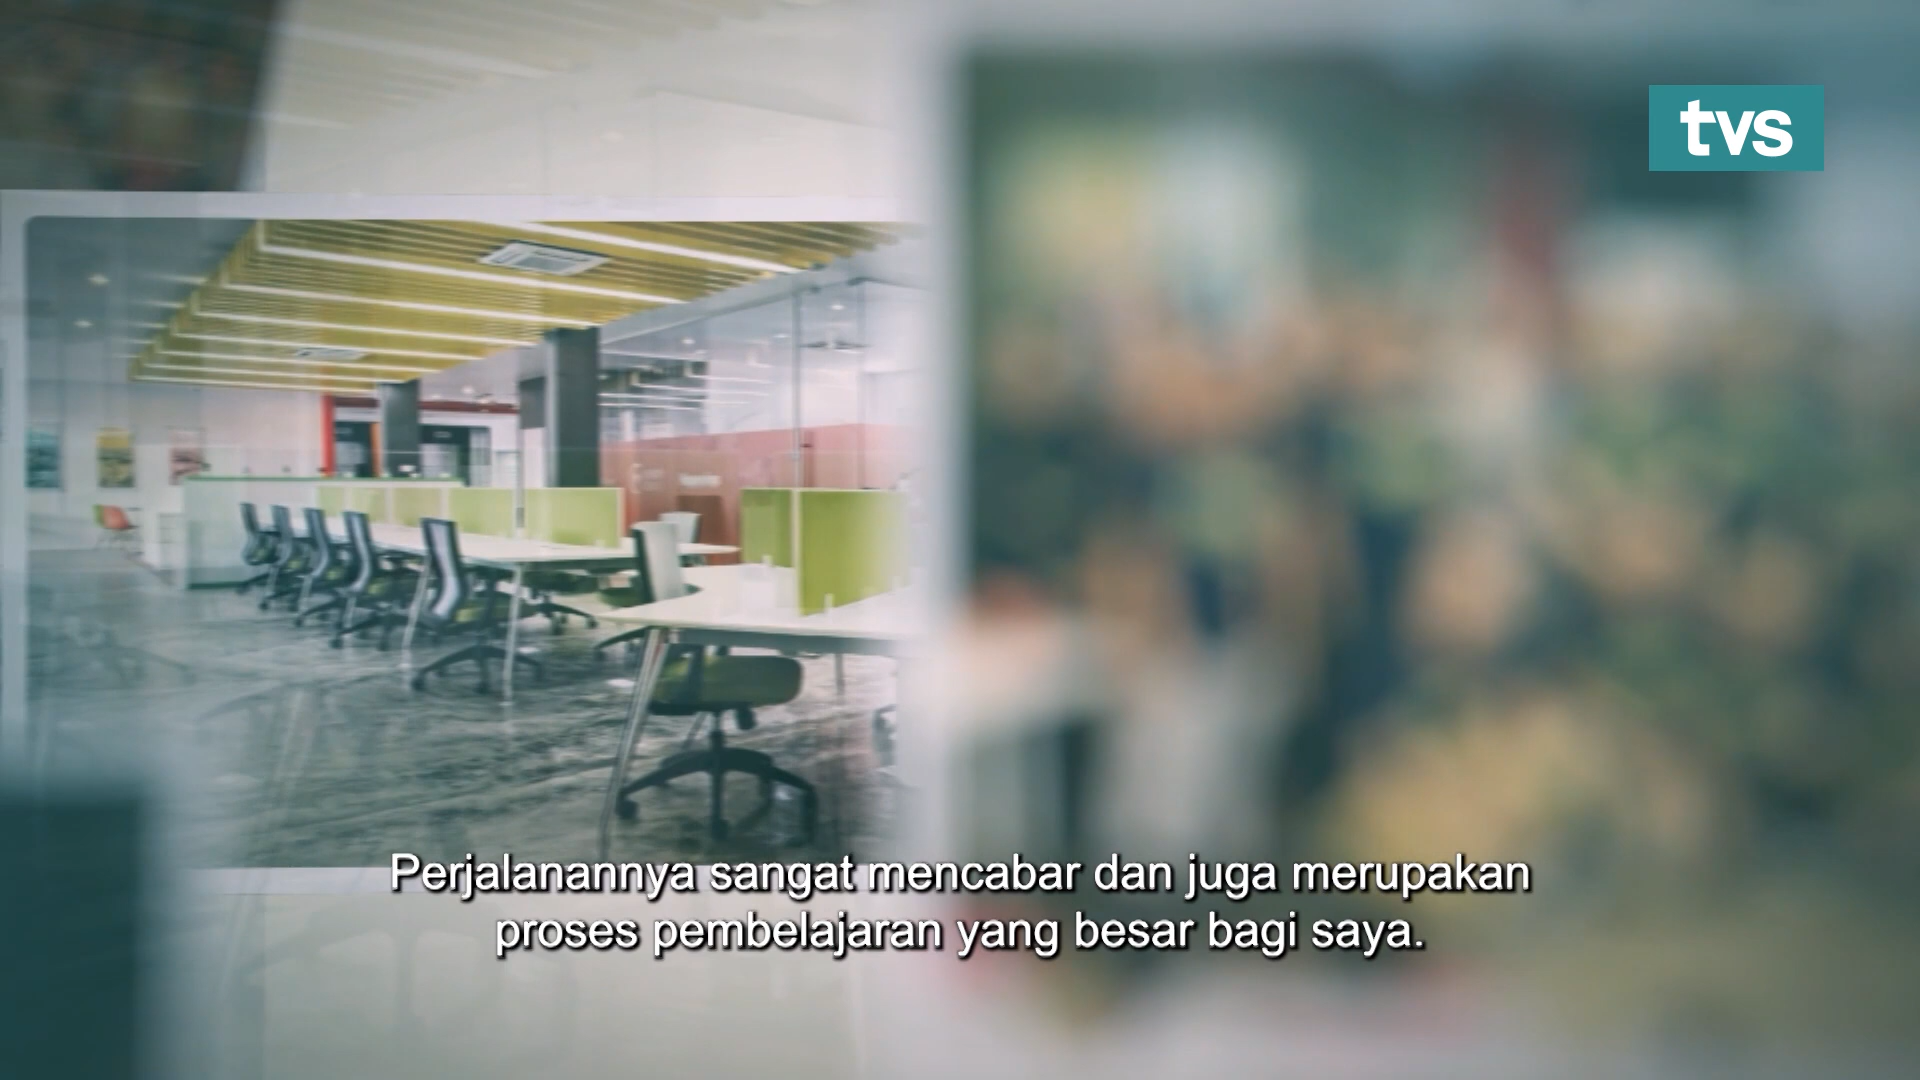 tvs
Perjalanannya sangat mencabar dan juga merupakan
proses pembelajaran yang besar bagi saya.